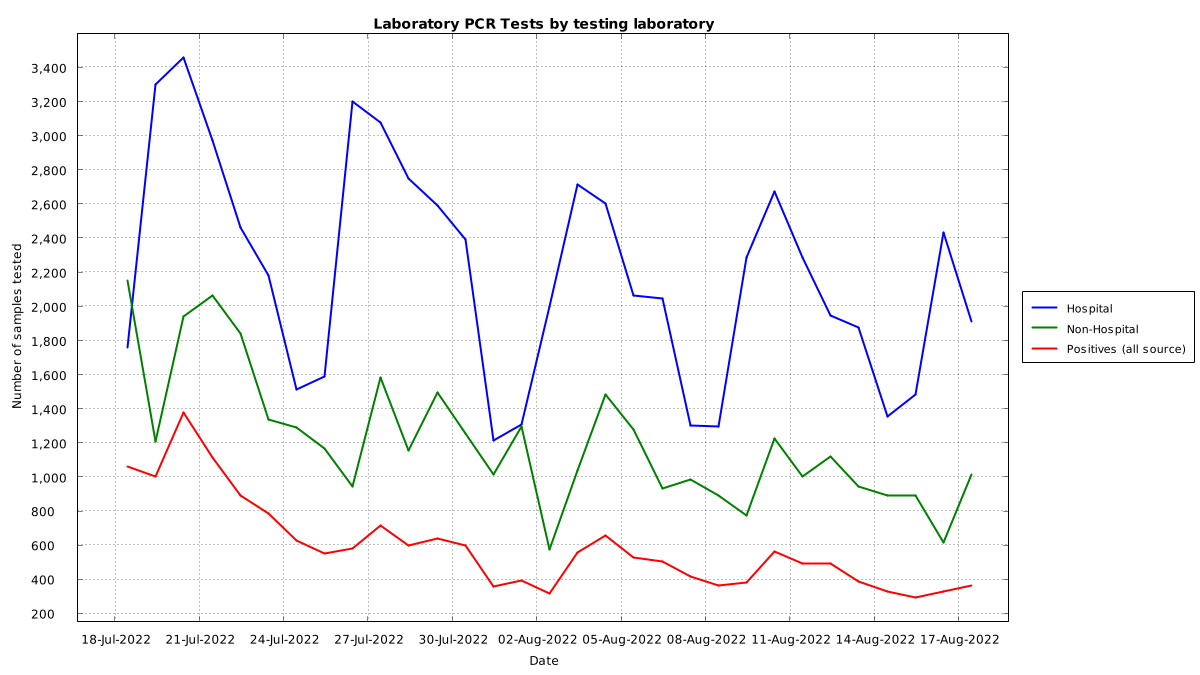 Laboratory PCR Tests by testing laboratory
3,400
3,200
3,000
2,800
2,600
2,400
2,200
2,000
1,800
1,600
1,400
1,200
1,000
800
600
400
200
Number of samples tested
18-Jul-2022 21-Jul-2022 24-Jul-2022 27-Jul-2022 30-Jul-2022 02-Aug-2022 05-Aug-2022 08-Aug-2022 11-Aug-2022 14-Aug-2022 17-Aug-2022
Date
Hospital
Non-Hospital
Positives (all source)